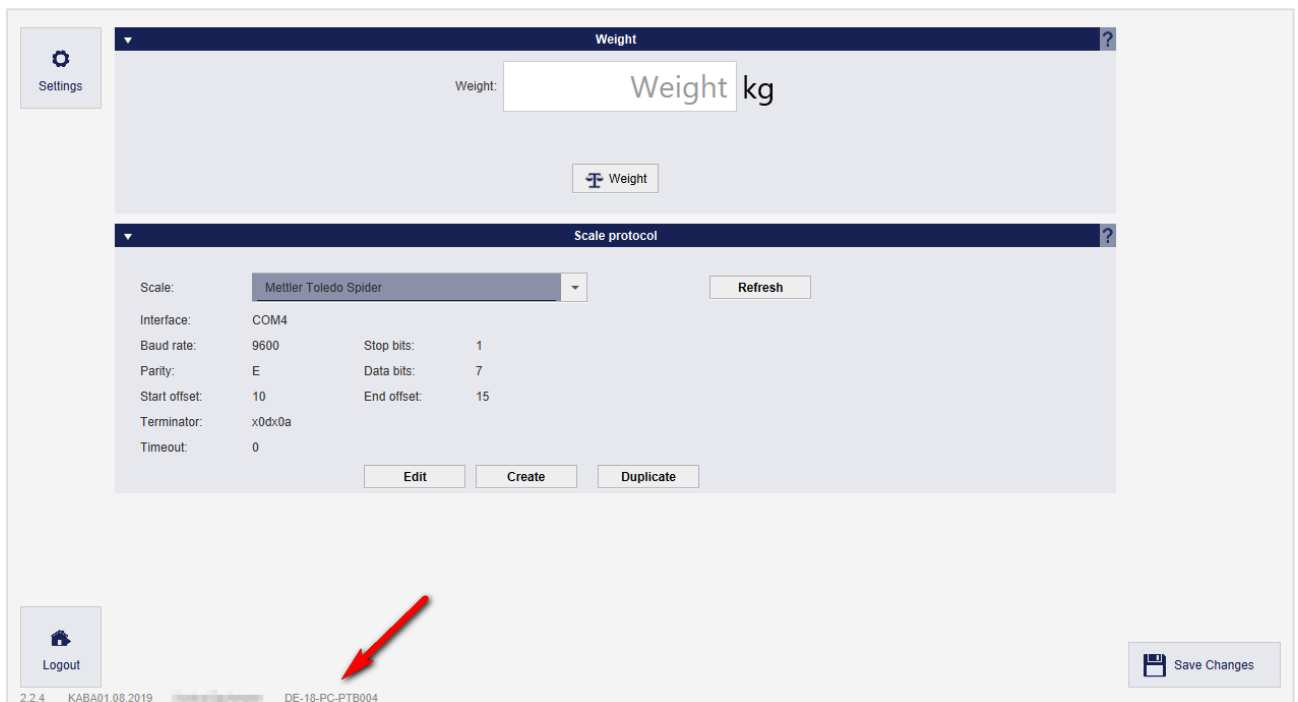 Settings
Weight ?
Weight: Weight kg
Weight
Scale protocol ?
Scale: Mettler Toledo Spider Refresh
Interface: COM4
Baud rate: 9600 Stop bits: 1
Parity: E Data bits: 7
Start offset: 10 End offset: 15
Terminator: x0dx0a
Timeout: 0
Edit Create Duplicate
Logout
Save Changes
2.2.4 KABA01.08.2019 DE-18-PC-PTB004